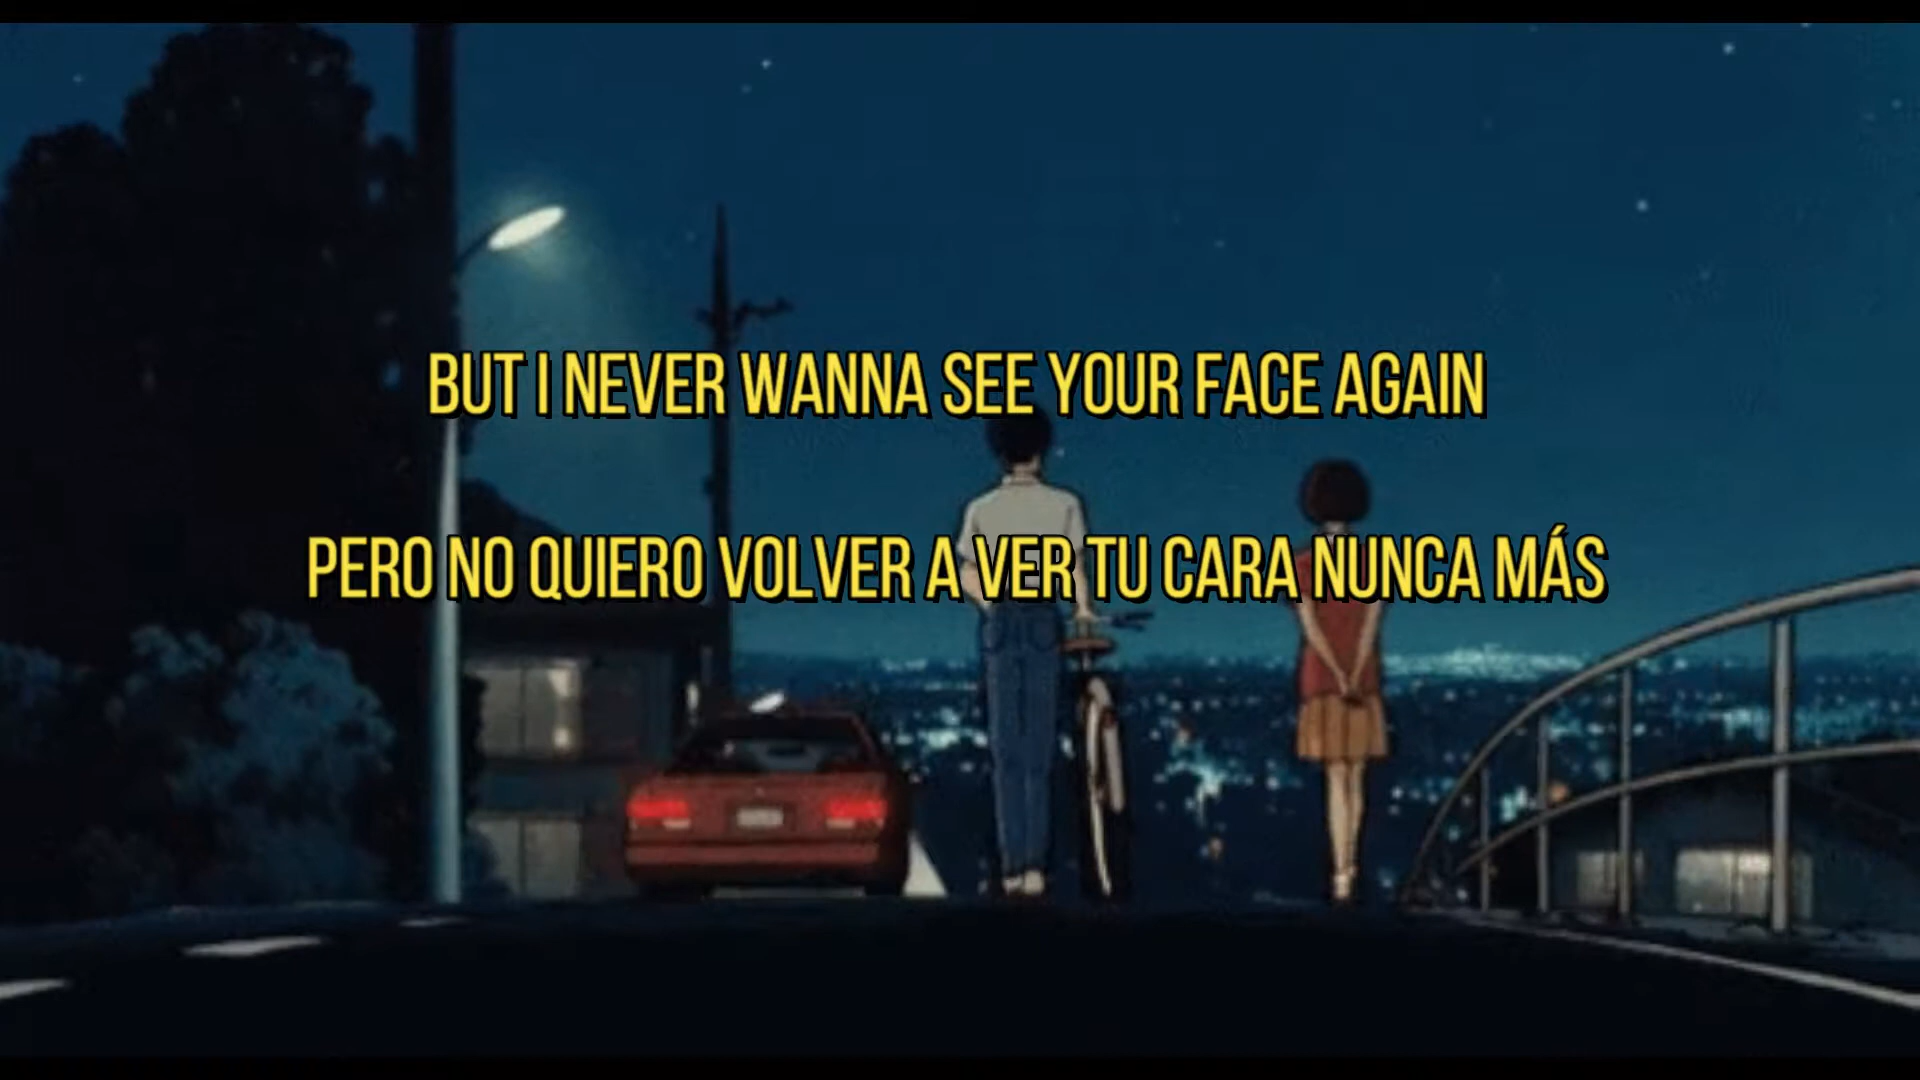 BUT I NEVER WANNA SEE YOUR FACE AGAIN
PERO NO QUIERO VOLVER A VER TU CARA NUNCA MÁS